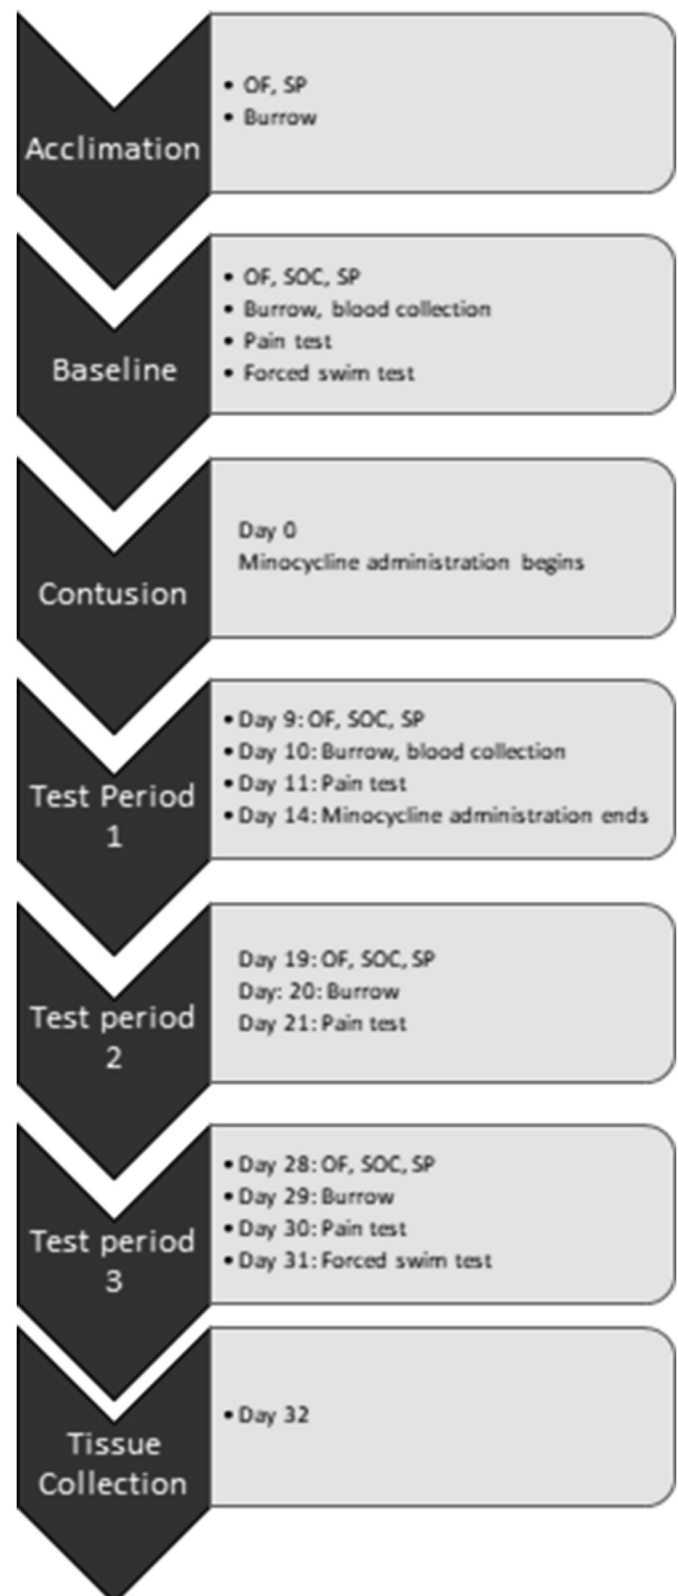 Acclimation
• OF, SP
• Burrow
Baseline
• OF, SOC, SP
• Burrow, blood collection
• Pain test
• Forced swim test
Contusion
Day 0
Minocycline administration begins
Test Period
1
• Day 9: OF, SOC, SP
• Day 10: Burrow, blood collection
• Day 11: Pain test
• Day 14: Minocycline administration ends
Test period
2
Day 19: OF, SOC, SP
Day: 20: Burrow
Day 21: Pain test
Test period
3
• Day 28: OF, SOC, SP
• Day 29: Burrow
• Day 30: Pain test
• Day 31: Forced swim test
Tissue
Collection
• Day 32